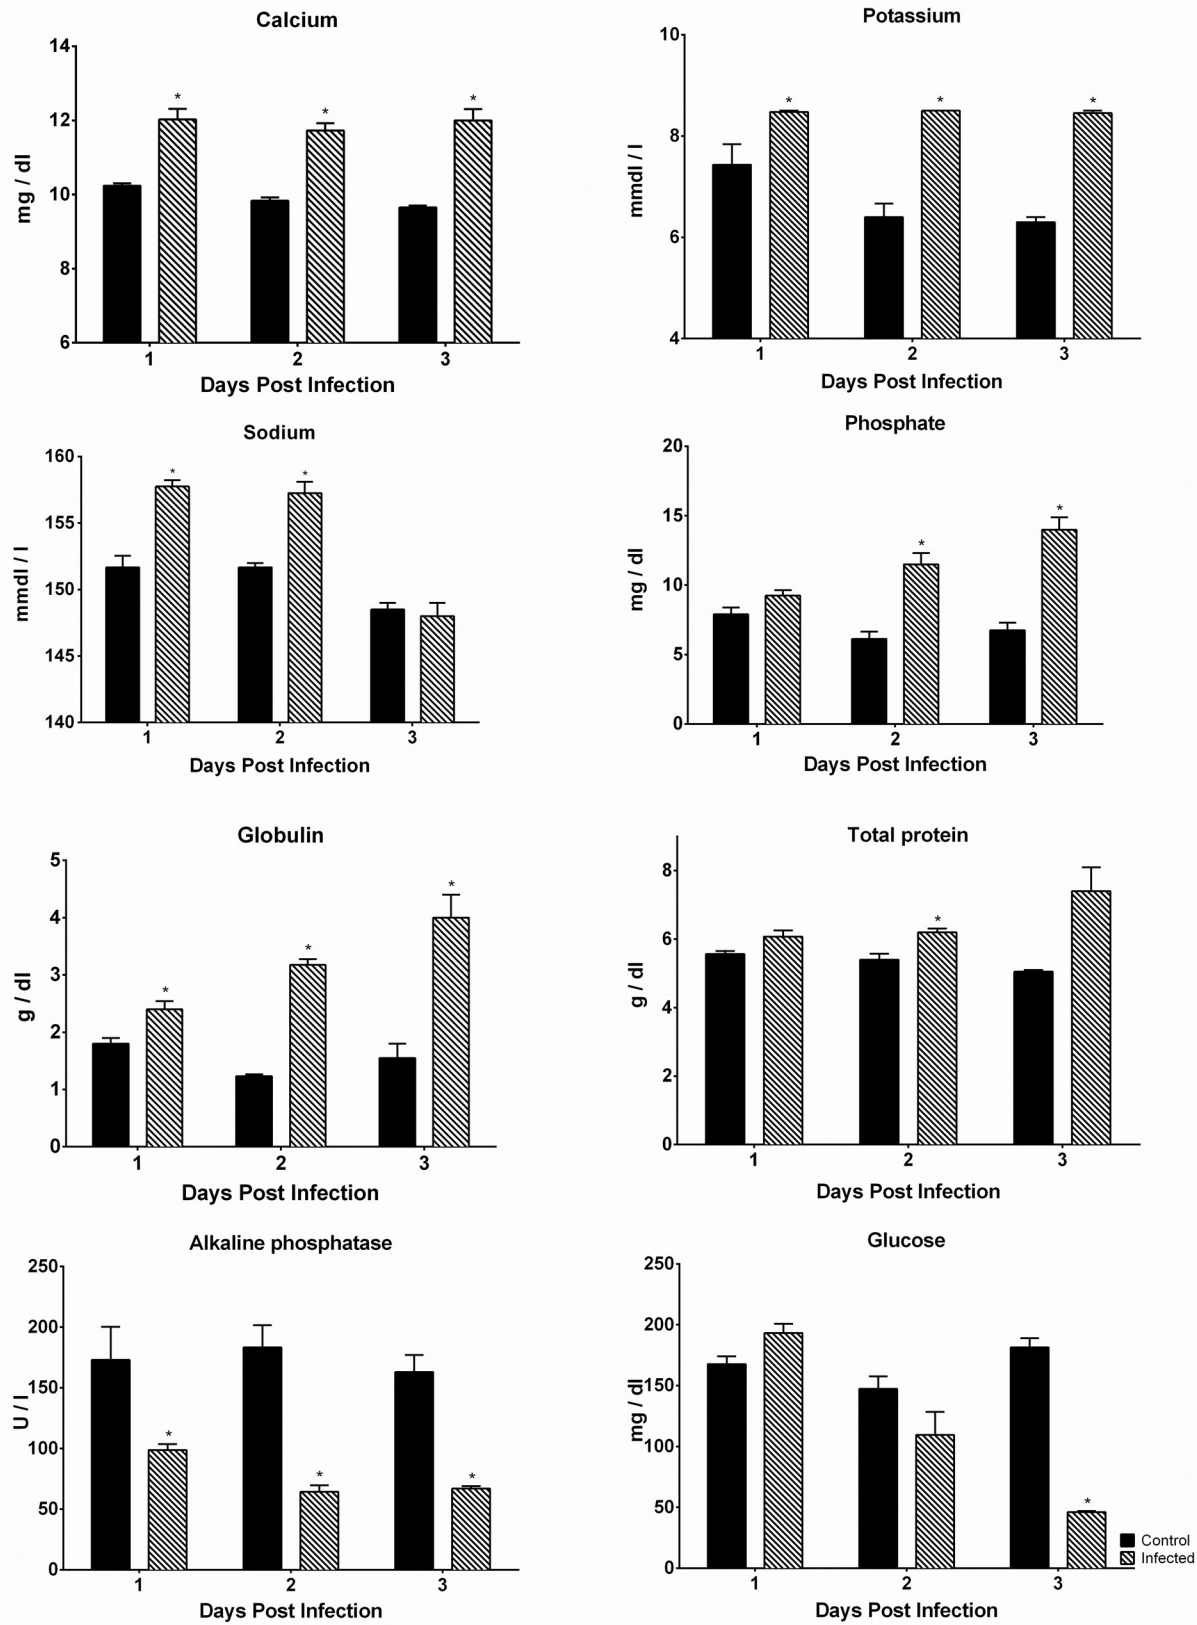 Calcium
14
12
10
8
6
mg / dl
*
*
*
1 2 3
Days Post Infection
Potassium
10
8
6
4
mmdl / l
*
*
*
1 2 3
Days Post Infection
Sodium
160
155
150
145
140
mmdl / l
*
*
1 2 3
Days Post Infection
Phosphate
20
15
10
5
0
mg / dl
*
*
1 2 3
Days Post Infection
Globulin
5
4
3
2
1
0
g / dl
*
*
*
1 2 3
Days Post Infection
Total protein
8
6
4
2
0
g / dl
*
1 2 3
Days Post Infection
Alkaline phosphatase
250
200
150
100
50
0
U / l
*
*
*
1 2 3
Days Post Infection
Glucose
250
200
150
100
50
0
mg / dl
*
1 2 3
Days Post Infection
Control
Infected